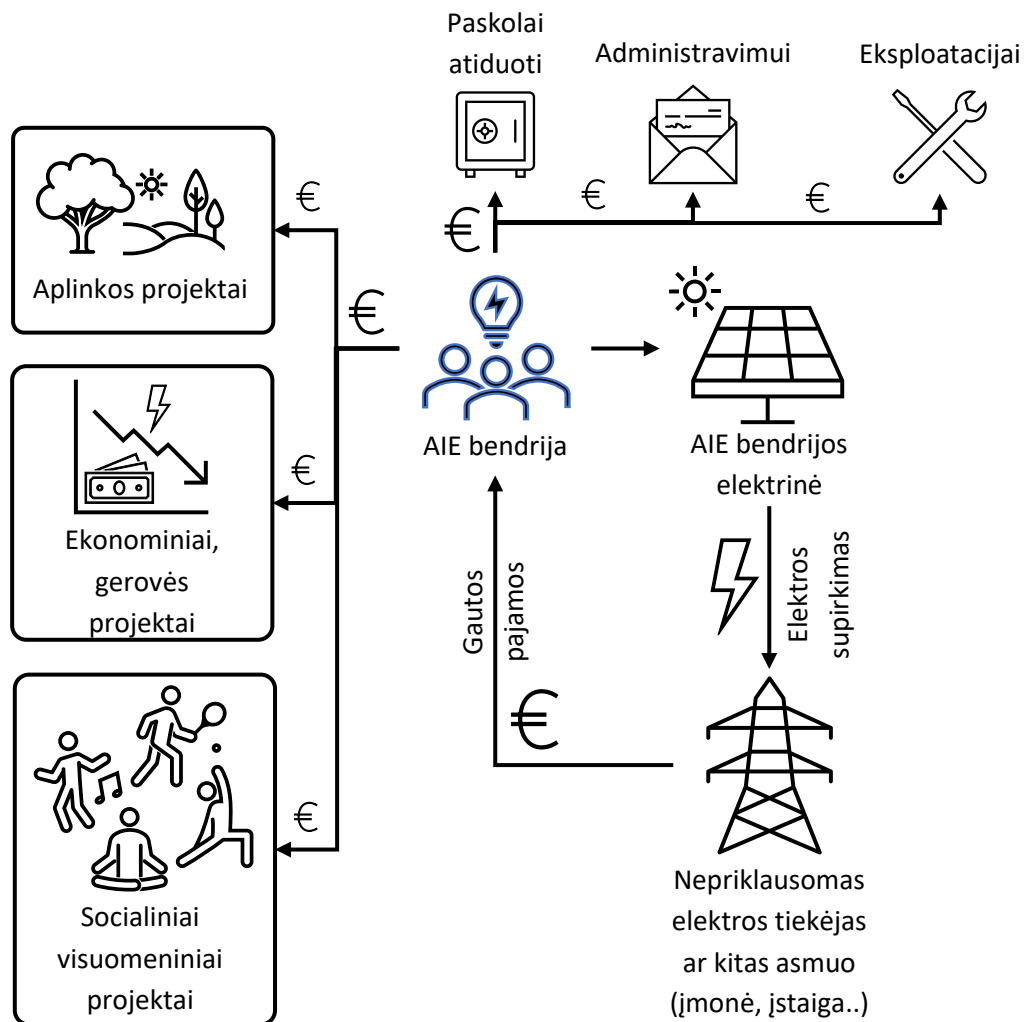 Paskolai
atiduoti
Administravimui
Eksploatacijai
€
€
€
€
Aplinkos projektai
€
AIE bendrija
AIE bendrijos
elektrinė
€
Ekonominiai,
gerovės
projektai
Gautos
pajamos
Elektros
supirkimas
€
€
Socialiniai
visuomeniniai
projektai
Nepriklausomas
elektros tiekėjas
ar kitas asmuo
(įmonė, įstaiga..)